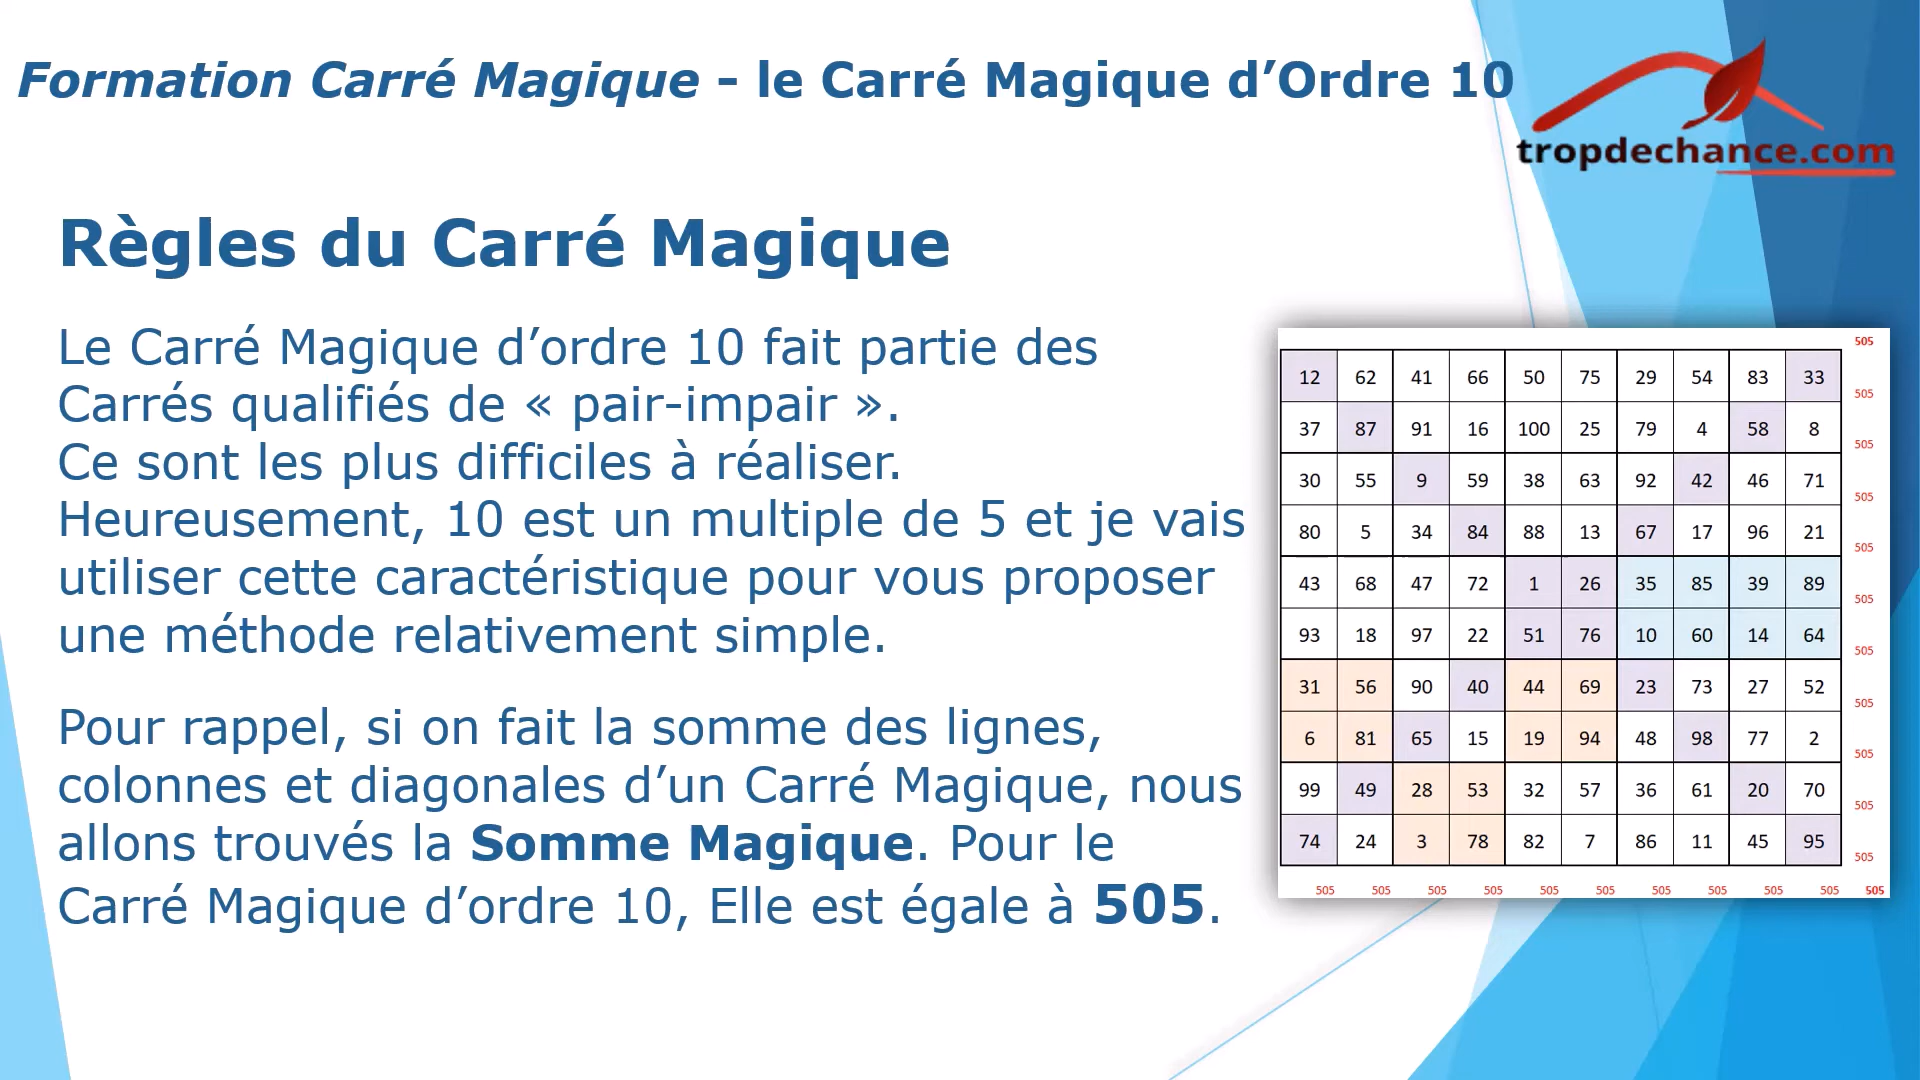 Formation Carré Magique - le Carré Magique d’Ordre 10
tropdechance.com
Règles du Carré Magique
Le Carré Magique d’ordre 10 fait partie des
Carrés qualifiés de « pair-impair ».
Ce sont les plus difficiles à réaliser.
Heureusement, 10 est un multiple de 5 et je vais
utiliser cette caractéristique pour vous proposer
une méthode relativement simple.
Pour rappel, si on fait la somme des lignes,
colonnes et diagonales d’un Carré Magique, nous
allons trouvés la Somme Magique. Pour le
Carré Magique d’ordre 10, Elle est égale à 505.
505
12 62 41 66 50 75 29 54 83 33 505
37 87 91 16 100 25 79 4 58 8 505
30 55 9 59 38 63 92 42 46 71 505
80 5 34 84 88 13 67 17 96 21 505
43 68 47 72 1 26 35 85 39 89 505
93 18 97 22 51 76 10 60 14 64 505
31 56 90 40 44 69 23 73 27 52 505
6 81 65 15 19 94 48 98 77 2 505
99 49 28 53 32 57 36 61 20 70 505
74 24 3 78 82 7 86 11 45 95 505
505 505 505 505 505 505 505 505 505 505 505